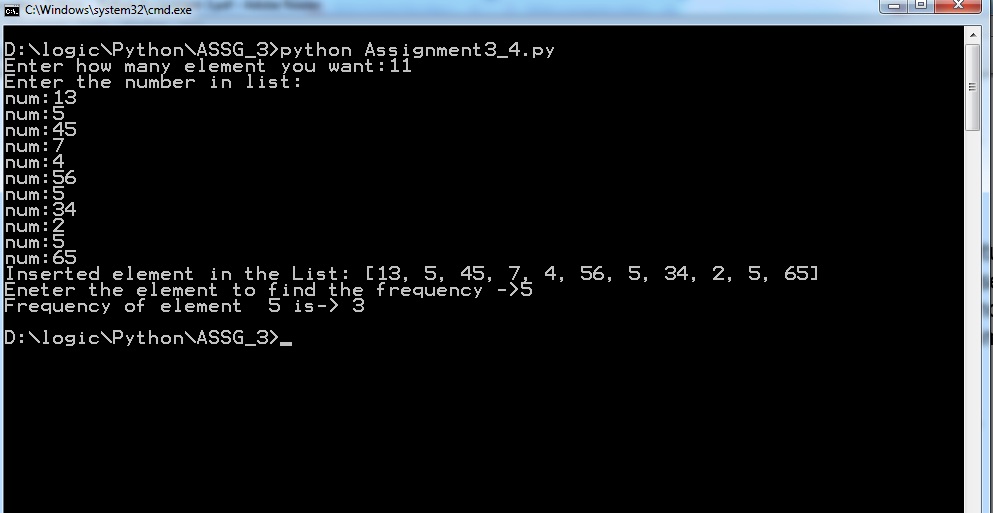 C:\Windows\system32\cmd.exe
D:\logic\Python\ASSG_3>python Assignment3_4.py
Enter how many element you want:11
Enter the number in list:
num:13
num:5
num:45
num:7
num:4
num:56
num:5
num:34
num:2
num:5
num:65
Inserted element in the List: [13, 5, 45, 7, 4, 56, 5, 34, 2, 5, 65]
Eneter the element to find the frequency ->5
Frequency of element  5 is-> 3
D:\logic\Python\ASSG_3>_